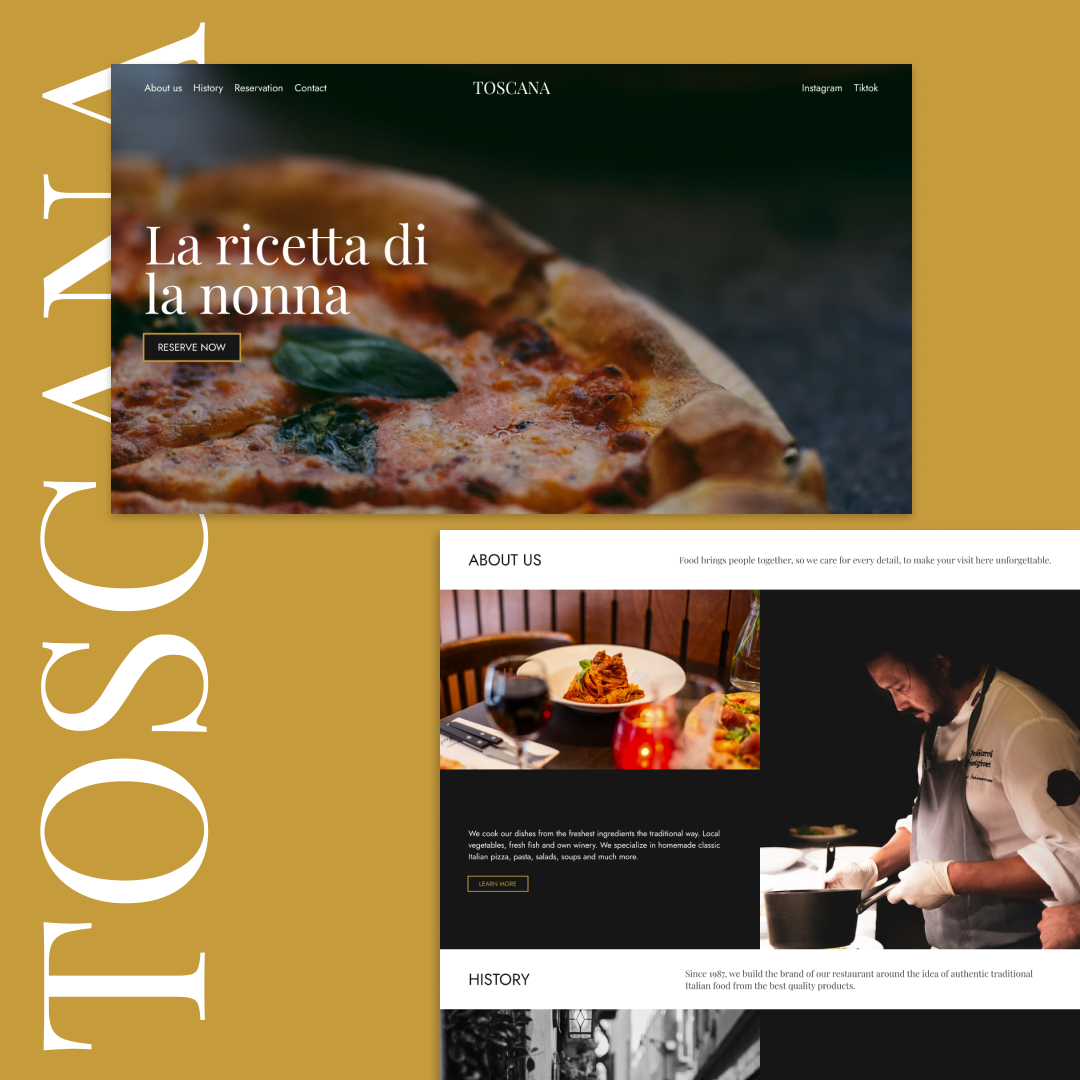 TOSCANA
About us History Reservation Contact
TOSCANA
Instagram Tiktok
La ricetta di
la nonna
RESERVE NOW
ABOUT US
Food brings people together, so we care for every detail, to make your visit here unforgettable.
We cook our dishes from the freshest ingredients the traditional way. Local
vegetables, fresh fish and own winery. We specialize in homemade classic
Italian pizza, pasta, salads, soups and much more.
LEARN MORE
HISTORY
Since 1987, we build the brand of our restaurant around the idea of authentic traditional
Italian food from the best quality products.